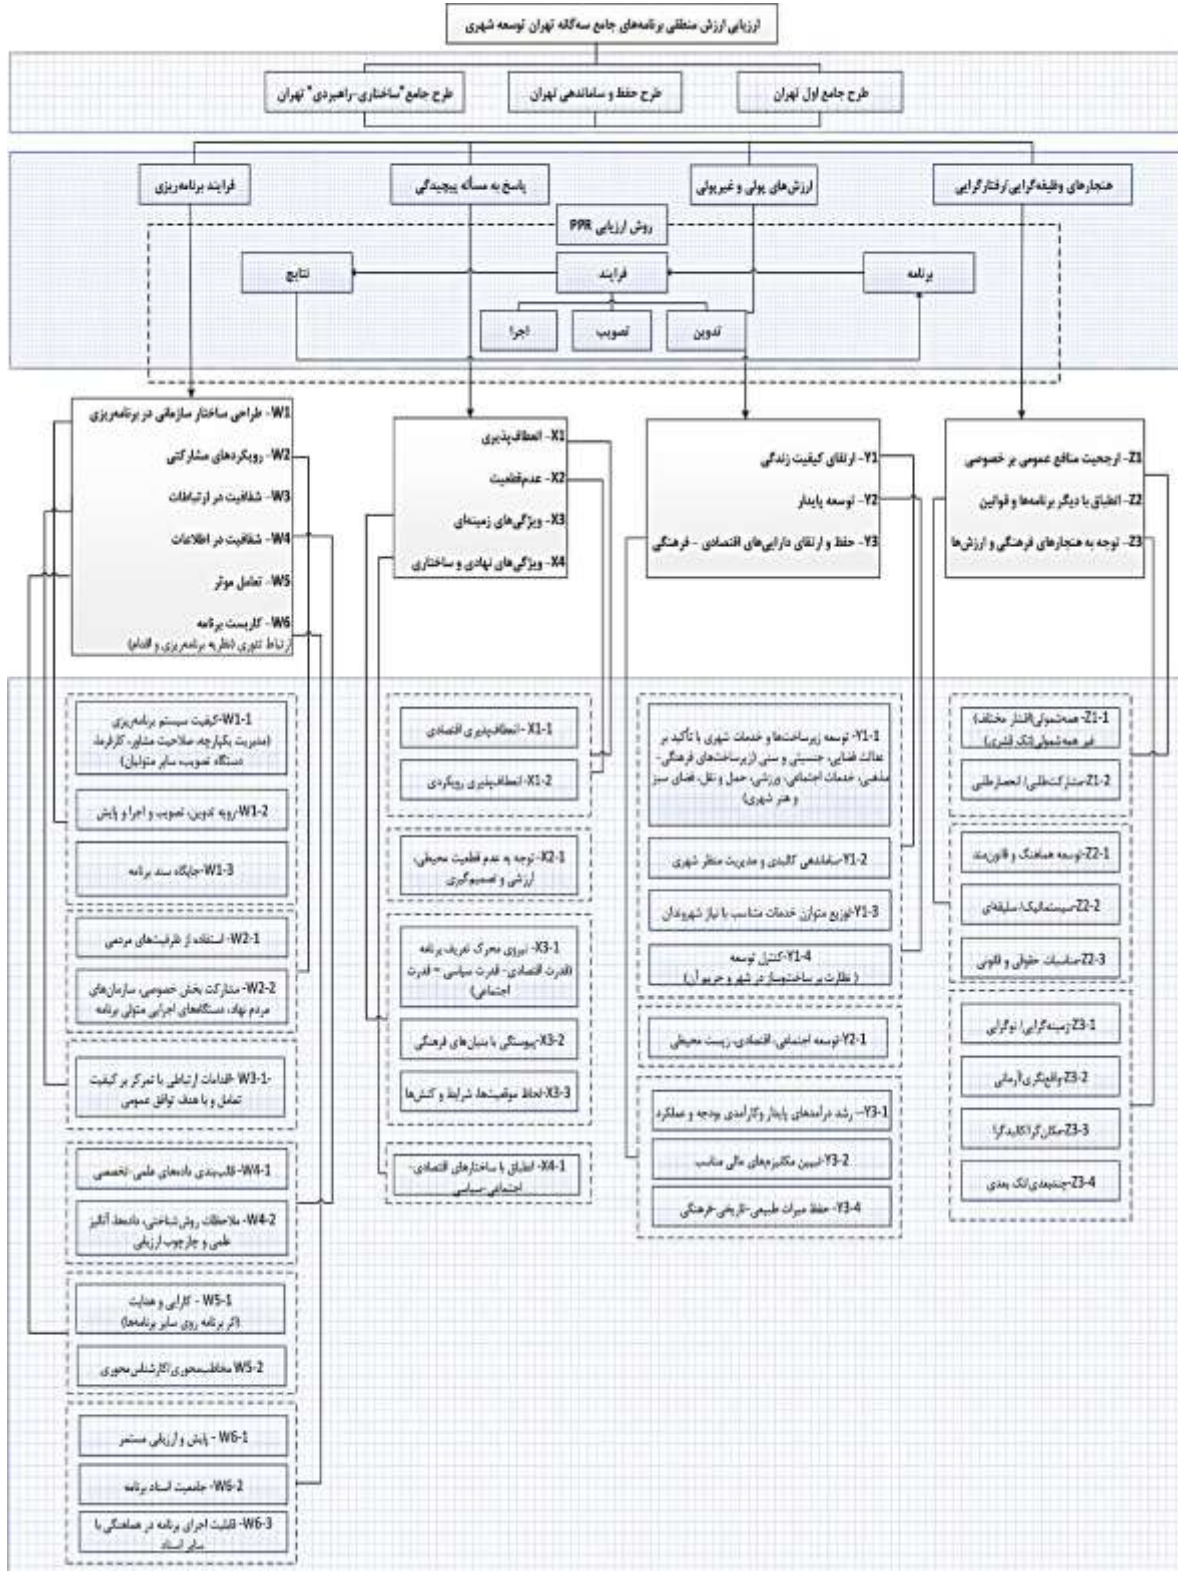 ارزیابی ارزش منطقی برنامه‌های جامع سه‌گانه تهران توسعه شهری
طرح جامع اول تهران
طرح حفظ و ساماندهی تهران
طرح جامع "ساختاری-راهبردی" تهران
هنجارهای وظیفه‌گرایی/رفتارگرایی
ارزش‌های پولی و غیرپولی
پاسخ به مسأله پیچیدگی
فرایند برنامه‌ریزی
روش ارزیابی PPR
برنامه
فرایند
نتایج
تدوین
تصویب
اجرا
Z1- ارجحیت منافع عمومی بر خصوصی
Z2- انطباق با دیگر برنامه‌ها و قوانین
Z3- توجه به هنجارهای فرهنگی و ارزش‌ها
Y1- ارتقای کیفیت زندگی
Y2- توسعه پایدار
Y3- حفظ و ارتقای دارایی‌های اقتصادی - فرهنگی
X1- انعطاف‌پذیری
X2- عدم‌قطعیت
X3- ویژگی‌های زمینه‌ای
X4- ویژگی‌های نهادی و ساختاری
W1- طراحی ساختار سازمانی در برنامه‌ریزی
W2- رویکردهای مشارکتی
W3- شفافیت در ارتباطات
W4- شفافیت در اطلاعات
W5- تعامل موثر
W6- کاربست برنامه
ارتباط تئوری (نظریه برنامه‌ریزی و اقدام)
Z1-1- همه‌شمولی(اقشار مختلف)/
غیر همه‌شمولی(تک قشری)
Z1-2-مشارکت‌طلبی/ انحصارطلبی
Z2-1-توسعه هماهنگ و قانون‌مند
Z2-2-سیستماتیک/ سلیقه‌ای
Z2-3-مناسبات حقوقی و قانونی
Z3-1-زمینه‌گرایی/ نوگرایی
Z3-2-واقع‌نگری/آرمانی
Z3-3-مکان‌گرا/کالبدگرا
Z3-4-چندبعدی/تک بعدی
Y1-1- توسعه زیرساخت‌ها و خدمات شهری با تأکید بر
عدالت فضایی، جنسیتی و سنی (زیرساخت‌های فرهنگی-
مذهبی، خدمات اجتماعی، ورزشی، حمل و نقل، فضای سبز
و هنر شهری)
Y1-2-ساماندهی کالبدی و مدیریت منظر شهری
Y1-3-توزیع متوازن خدمات متناسب با نیاز شهروندان
Y1-4-کنترل توسعه
( نظارت بر ساخت‌وساز در شهر و حریم آن)
Y2-1-توسعه اجتماعی، اقتصادی، زیست محیطی
Y3-1-- رشد درآمدهای پایدار وکارآمدی بودجه و عملکرد
Y3-2-تبیین مکانیزم‌های مالی مناسب
Y3-4- حفظ میراث طبیعی-تاریخی-فرهنگی
X1-1- انعطاف‌پذیری اقتصادی
X1-2-انعطاف‌پذیری رویکردی
X2-1- توجه به عدم قطعیت محیطی،
ارزشی و تصمیم‌گیری
X3-1- نیروی محرک تعریف برنامه
(قدرت اقتصادی- قدرت سیاسی – قدرت
اجتماعی)
X3-2-پیوستگی با بنیان‌های فرهنگی
X3-3-لحاظ موقعیت‌ها، شرایط و کنش‌ها
X4-1- انطباق با ساختارهای اقتصادی-
اجتماعی-سیاسی
W1-1-کیفیت سیستم برنامه‌ریزی
(مدیریت یکپارچه، صلاحیت مشاور، کارفرما،
دستگاه تصویب، سایر متولیان)
W1-2-رویه تدوین، تصویب و اجرا و پایش
W1-3-جایگاه سند برنامه
W2-1- استفاده از ظرفیت‌های مردمی
W2-2- مشارکت بخش خصوصی، سازمان‌های
مردم نهاد، دستگاه‌های اجرایی متولی برنامه
W3-1-اقدامات ارتباطی با تمرکز بر کیفیت
تعامل و با هدف توافق عمومی
W4-1- قالب‌بندی داده‌های علمی-تخصصی
W4-2- ملاحظات روش‌شناختی، داده‌ها، آنالیز
علمی و چارچوب ارزیابی
W5-1 - کارایی و هدایت
(اثر برنامه روی سایر برنامه‌ها)
W5-2 مخاطب‌محوری/کارشناس‌محوری
W6-1 - پایش و ارزیابی مستمر
W6-2- جامعیت اسناد برنامه
W6-3- قابلیت اجرای برنامه در هماهنگی با
سایر اسناد